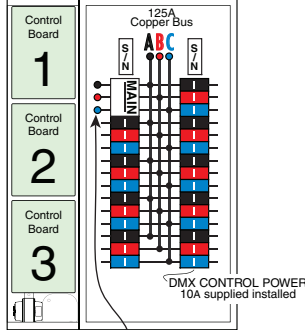 Control
Board
1
Control
Board
2
Control
Board
3
125A
Copper Bus
S/N
ABC
S/N
MAIN
DMX CONTROL POWER
10A supplied installed